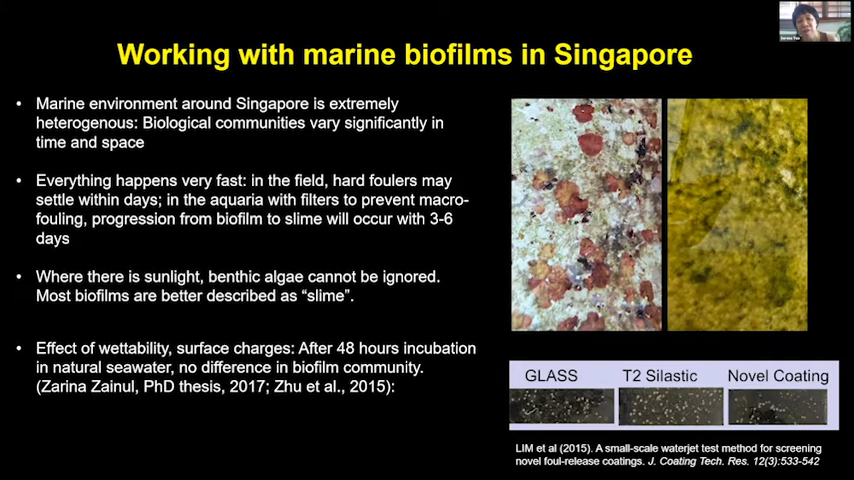 Working with marine biofilms in Singapore
• Marine environment around Singapore is extremely
heterogenous: Biological communities vary significantly in
time and space
• Everything happens very fast: in the field, hard foulers may
settle within days; in the aquaria with filters to prevent macro-
fouling, progression from biofilm to slime will occur with 3-6
days
• Where there is sunlight, benthic algae cannot be ignored.
Most biofilms are better described as “slime”.
• Effect of wettability, surface charges: After 48 hours incubation
in natural seawater, no difference in biofilm community.
(Zarina Zainul, PhD thesis, 2017; Zhu et al., 2015):
GLASS T2 Silastic Novel Coating
LIM et al (2015). A small-scale waterjet test method for screening
novel foul-release coatings. J. Coating Tech. Res. 12(3):533-542